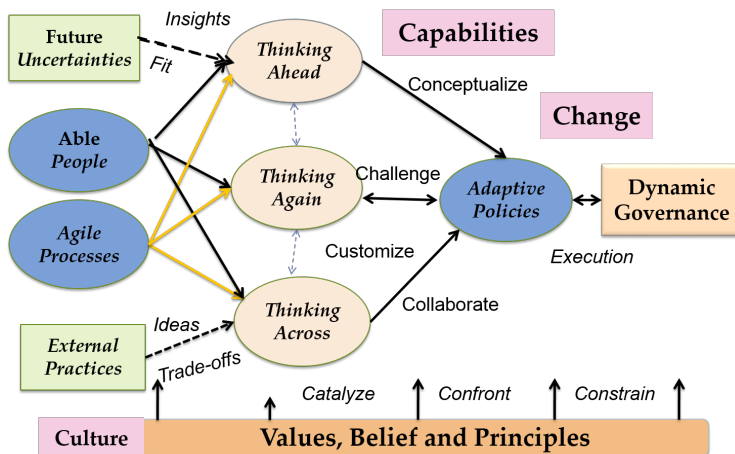 Insights
Future
Uncertainties
Fit
Thinking
Ahead
Capabilities
Conceptualize
Change
Able
People
Thinking
Again
Challenge
Adaptive
Policies
Dynamic
Governance
Agile
Processes
Customize
Execution
Thinking
Across
Collaborate
External
Practices
Ideas
Trade-offs
Catalyze
Confront
Constrain
Culture
Values, Belief and Principles